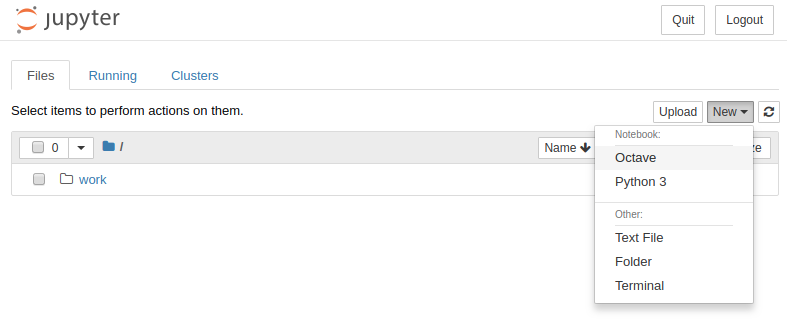 jupyter
Quit
Logout
Files
Running
Clusters
Select items to perform actions on them.
Upload
New
0
/
Name
ze
work
Notebook:
Octave
Python 3
Other:
Text File
Folder
Terminal